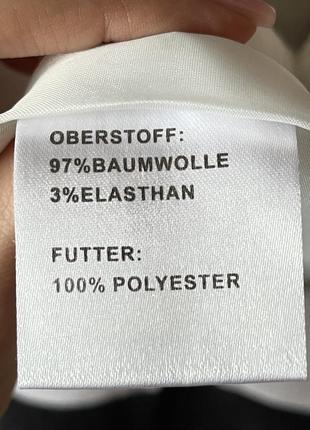 OBERSTOFF:
97%BAUMWOLLE
3%ELASTHAN
FUTTER:
100% POLYESTER